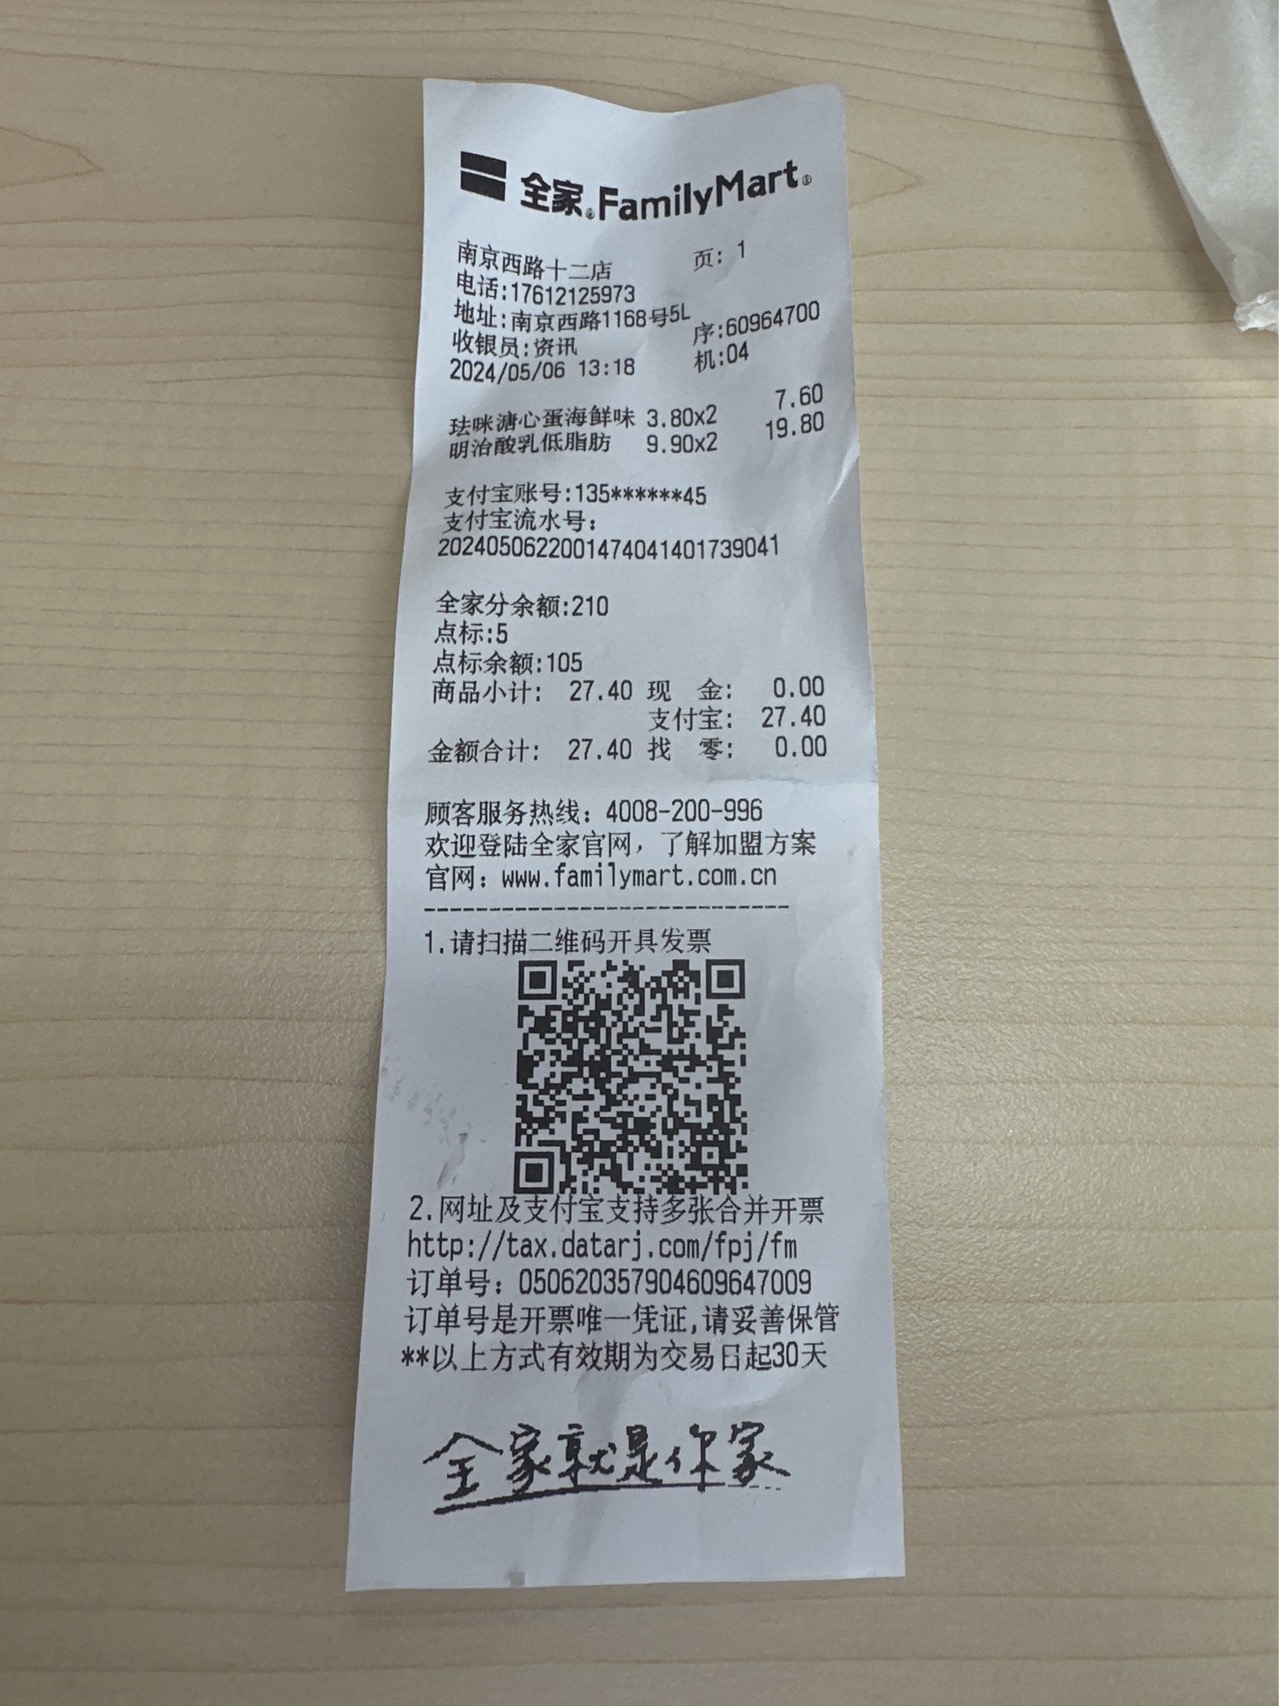 全家®FamilyMart®
南京西路十二店 页: 1
电话:17612125973
地址:南京西路1168号5L
收银员:资讯 序:60964700
2024/05/06 13:18 机:04
珐咪溏心蛋海鲜味 3.80x2 7.60
明治酸乳低脂肪 9.90x2 19.80
支付宝账号:135******45
支付宝流水号:
2024050622001474041401739041
全家分余额:210
点标:5
点标余额:105
商品小计: 27.40 现 金: 0.00
支付宝: 27.40
金额合计: 27.40 找 零: 0.00
顾客服务热线: 4008-200-996
欢迎登陆全家官网, 了解加盟方案
官网: www.familymart.com.cn
----------------------------
1.请扫描二维码开具发票
2.网址及支付宝支持多张合并开票
http://tax.datarj.com/fpj/fm
订单号: 050620357904609647009
订单号是开票唯一凭证,请妥善保管
**以上方式有效期为交易日起30天
全家就是你家